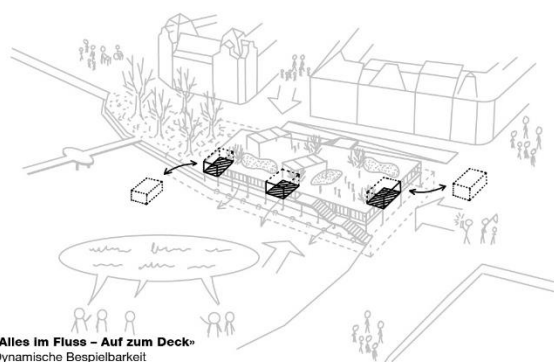 Alles im Fluss – Auf zum Deck»
Dynamische Bespielbarkeit